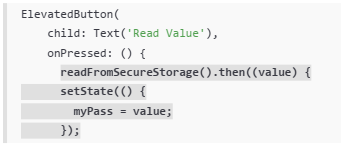 ElevatedButton(
child: Text('Read Value'),
onPressed: () {
readFromSecureStorage().then((value) {
setState(() {
myPass = value;
});